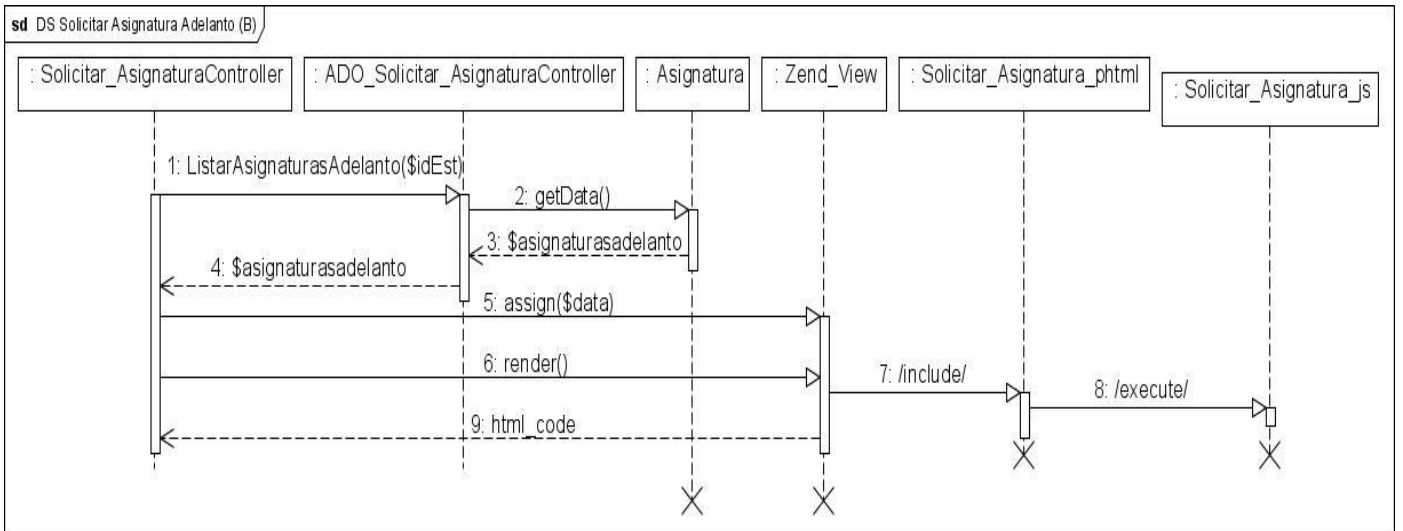 sd DS Solicitar Asignatura Adelanto (B)
: Solicitar_AsignaturaController
: ADO_Solicitar_AsignaturaController
: Asignatura
: Zend_View
: Solicitar_Asignatura_phtml
: Solicitar_Asignatura_js
1: ListarAsignaturasAdelanto($idEst)
2: getData()
3: $asignaturasadelanto
4: $asignaturasadelanto
5: assign($data)
6: render()
7: /include/
8: /execute/
9: html_code